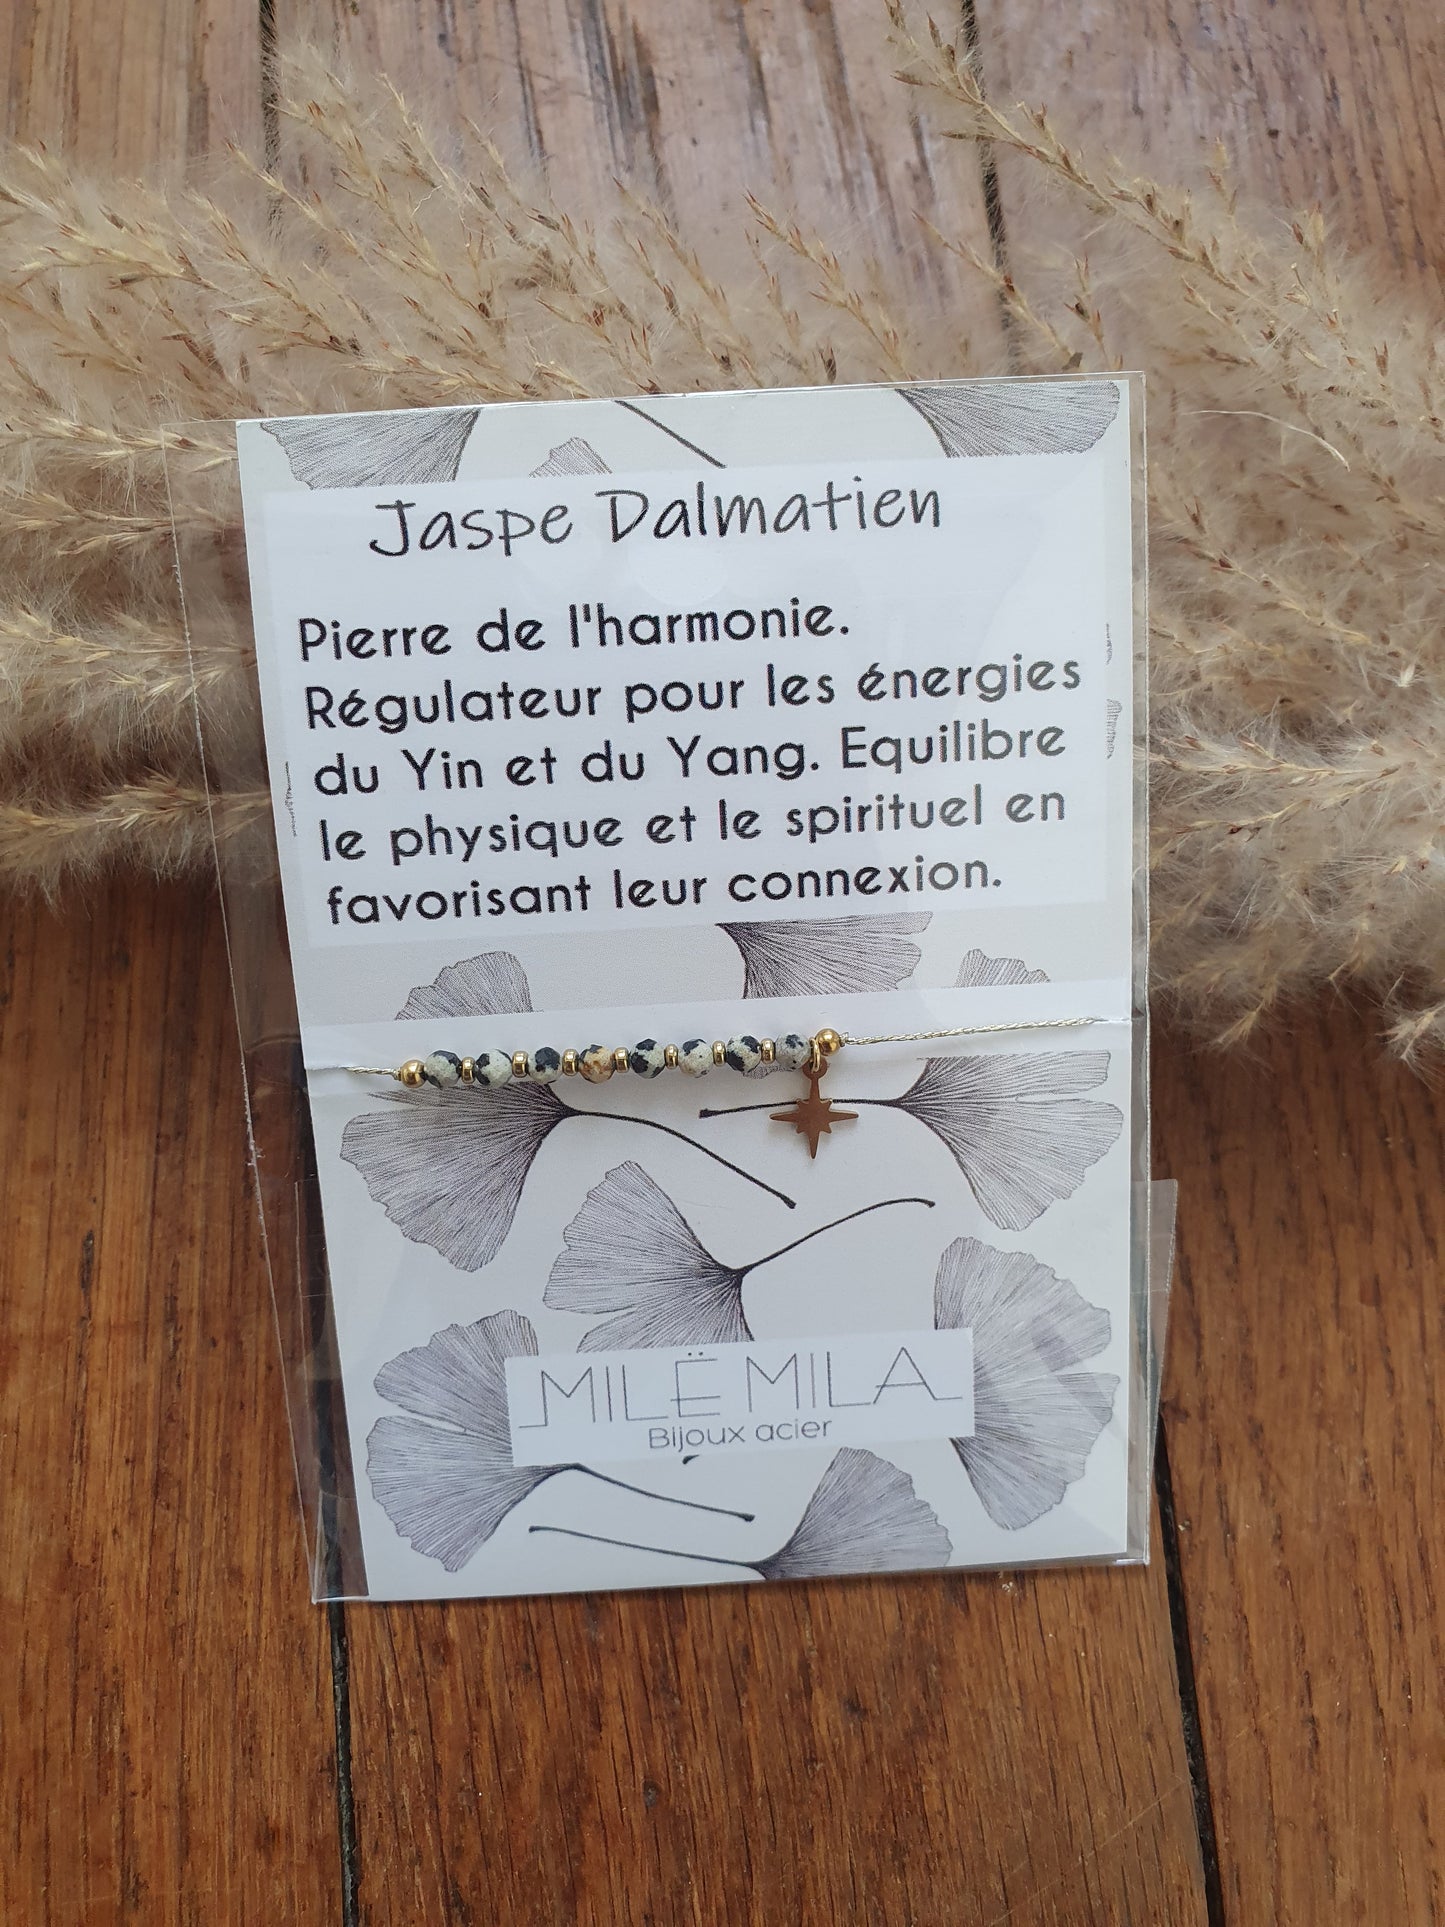 Jaspe Dalmatien
Pierre de l'harmonie.
Régulateur pour les énergies
du Yin et du Yang. Equilibre
le physique et le spirituel en
favorisant leur connexion.
MILË MILA
Bijoux acier